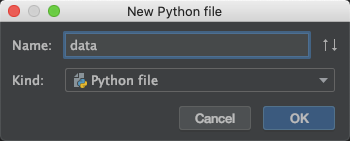 New Python file
Name: data
Kind: Python file
Cancel OK